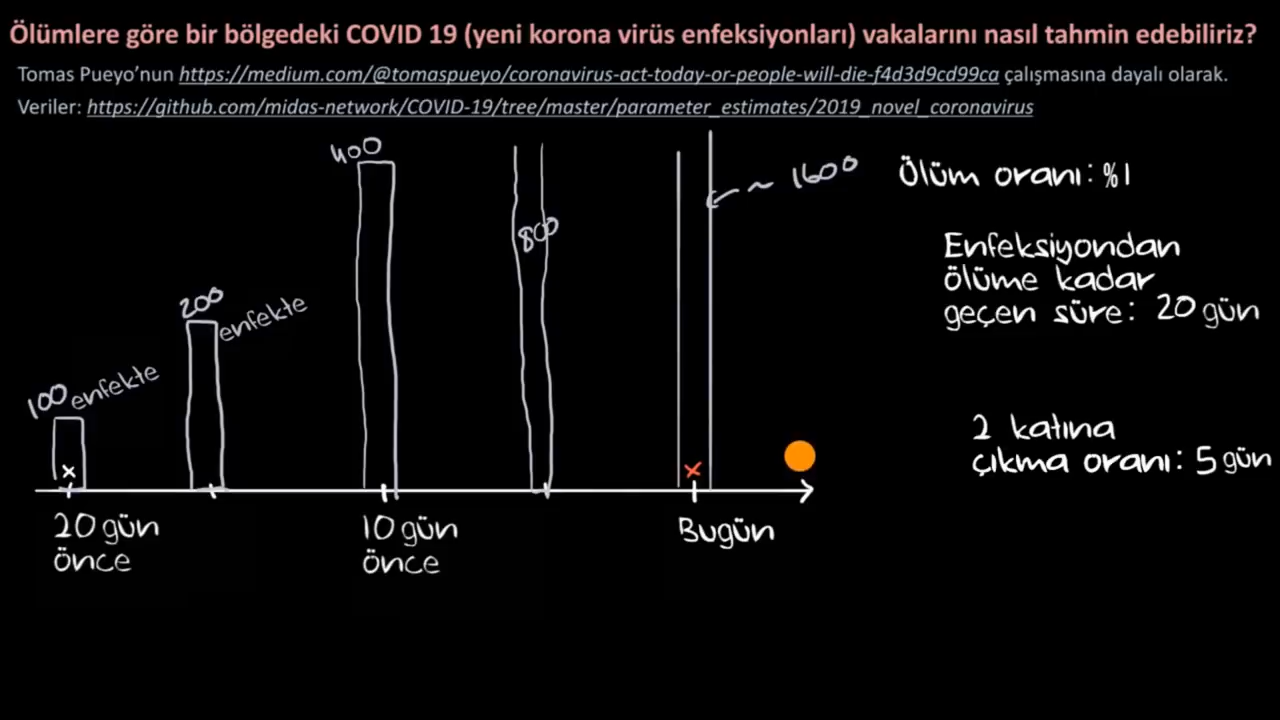 Ölümlere göre bir bölgedeki COVID 19 (yeni korona virüs enfeksiyonları) vakalarını nasıl tahmin edebiliriz?
Tomas Pueyo’nun https://medium.com/@tomaspueyo/coronavirus-act-today-or-people-will-die-f4d3d9cd99ca çalışmasına dayalı olarak.
Veriler: https://github.com/midas-network/COVID-19/tree/master/parameter_estimates/2019_novel_coronavirus
400
~ 1600
Ölüm oranı: %1
800
Enfeksiyondan
ölüme kadar
geçen süre: 20 gün
200
enfekte
100 enfekte
2 katına
çıkma oranı: 5 gün
x
x
20 gün
önce
10 gün
önce
Bugün